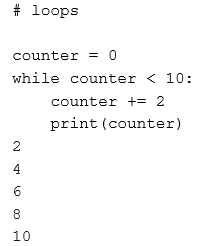 # loops

counter = 0
while counter < 10:
    counter += 2
    print(counter)
2
4
6
8
10